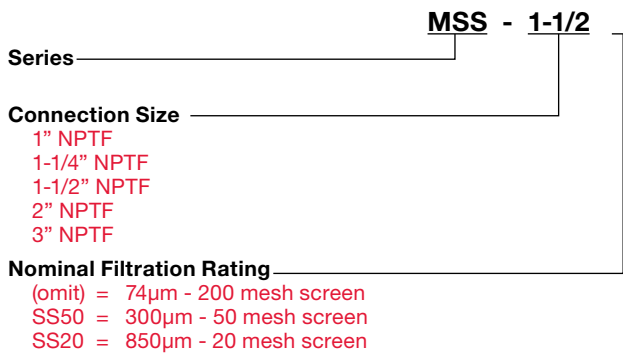 MSS - 1-1/2
Series
Connection Size
1” NPTF
1-1/4” NPTF
1-1/2” NPTF
2” NPTF
3” NPTF
Nominal Filtration Rating
(omit) = 74µm - 200 mesh screen
SS50 = 300µm - 50 mesh screen
SS20 = 850µm - 20 mesh screen